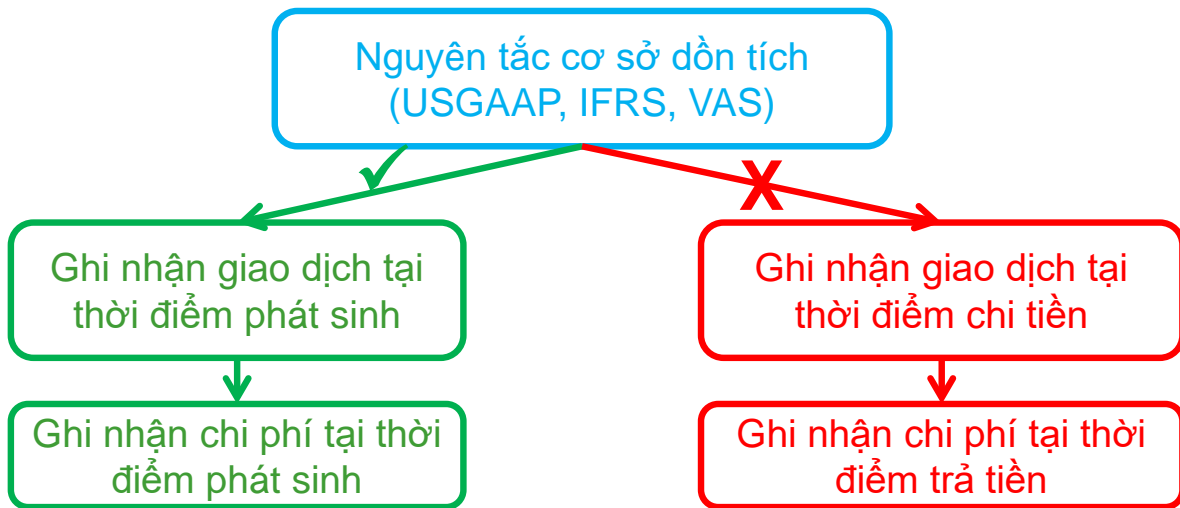 Nguyên tắc cơ sở dồn tích
(USGAAP, IFRS, VAS)
X
Ghi nhận giao dịch tại
thời điểm phát sinh
Ghi nhận giao dịch tại
thời điểm chi tiền
Ghi nhận chi phí tại thời
điểm phát sinh
Ghi nhận chi phí tại thời
điểm trả tiền